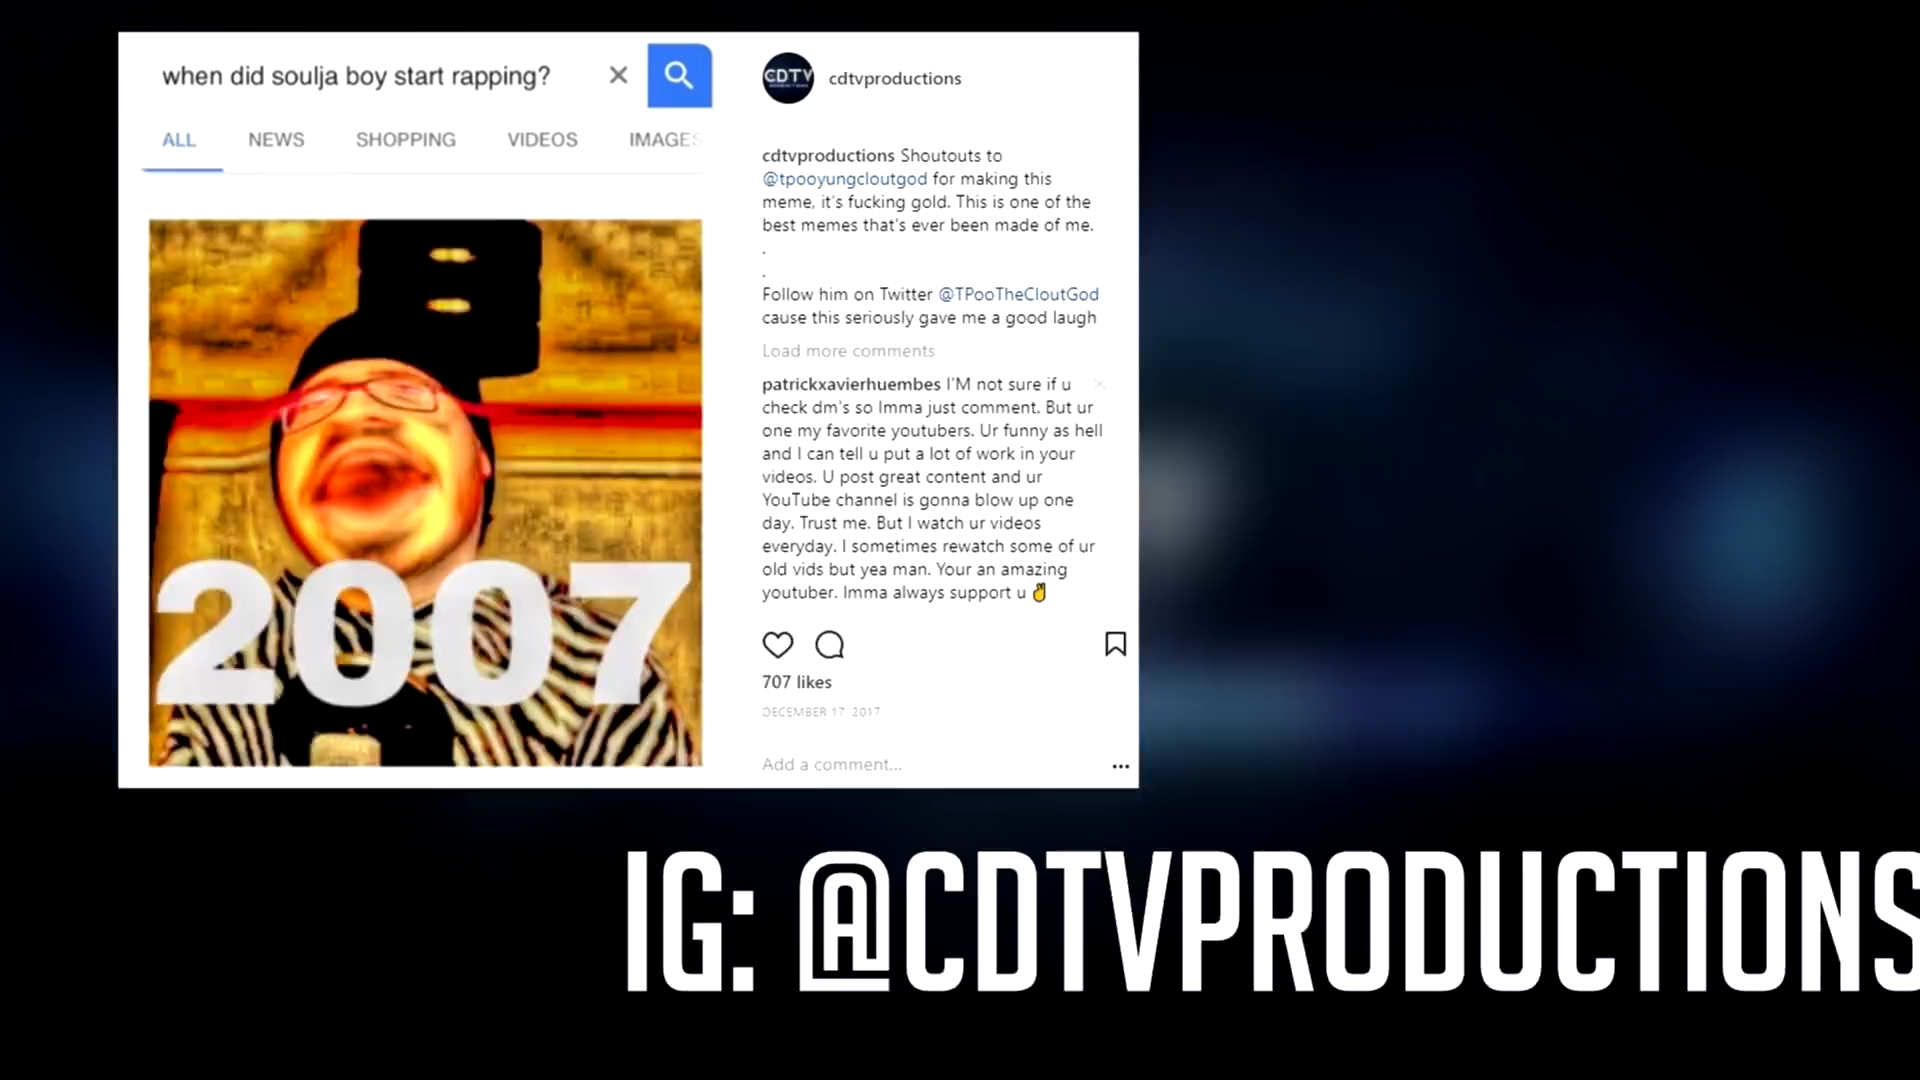 when did soulja boy start rapping?
ALL NEWS SHOPPING VIDEOS IMAGES
2007
CDTV
cdtvproductions
cdtvproductions Shoutouts to
@tpooyungcloutgod for making this
meme, it's fucking gold. This is one of the
best memes that's ever been made of me.
.
.
Follow him on Twitter @TPooTheCloutGod
cause this seriously gave me a good laugh
Load more comments
patrickxavierhuembes I'M not sure if u
check dm's so Imma just comment. But ur
one my favorite youtubers. Ur funny as hell
and I can tell u put a lot of work in your
videos. U post great content and ur
YouTube channel is gonna blow up one
day. Trust me. But I watch ur videos
everyday. I sometimes rewatch some of ur
old vids but yea man. Your an amazing
youtuber. Imma always support u ✌
707 likes
DECEMBER 17, 2017
Add a comment...
IG: @CDTVPRODUCTIONS